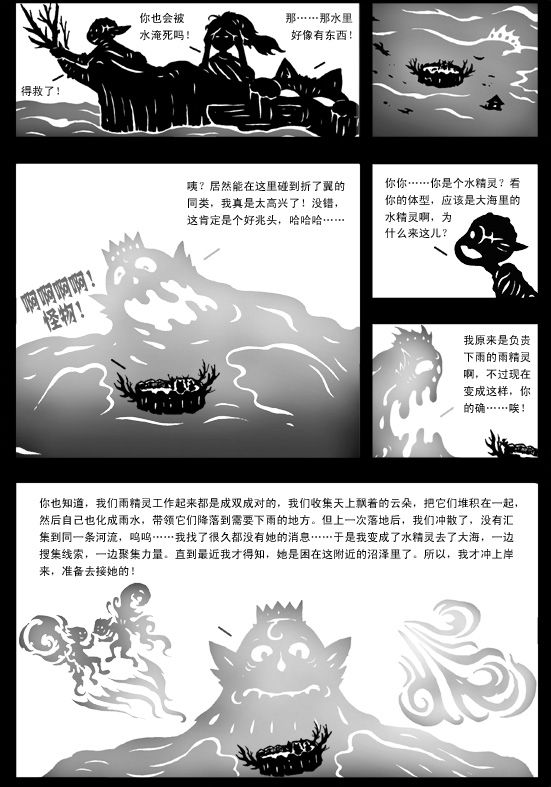 你也会被
水淹死吗！
那……那水里
好像有东西！
得救了！
咦？居然能在这里碰到折了翼的
同类，我真是太高兴了！没错，
这肯定是个好兆头，哈哈哈……
啊啊啊啊！
怪物！
你你……你是个水精灵？看
你的体型，应该是大海里的
水精灵啊，为
什么来这儿？
我原来是负责
下雨的雨精灵
啊，不过现在
变成这样，你
的确……唉！
你也知道，我们雨精灵工作起来都是成双成对的，我们收集天上飘着的云朵，把它们堆积在一起，
然后自己也化成雨水，带领它们降落到需要下雨的地方。但上一次落地后，我们冲散了，没有汇
集到同一条河流，呜呜……我找了很久都没有她的消息……于是我变成了水精灵去了大海，一边
搜集线索，一边聚集力量。直到最近我才得知，她是困在这附近的沼泽里了。所以，我才冲上岸
来，准备去接她的！